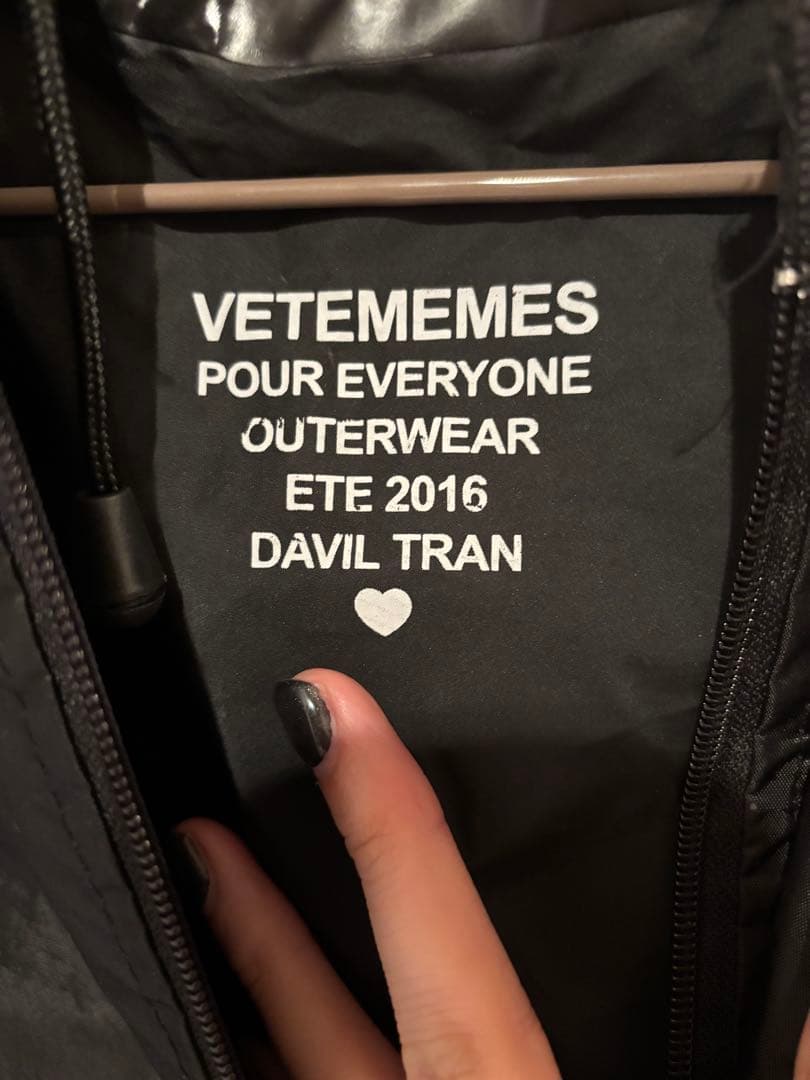 VETEMEMES
POUR EVERYONE
OUTERWEAR
ETE 2016
DAVIL TRAN